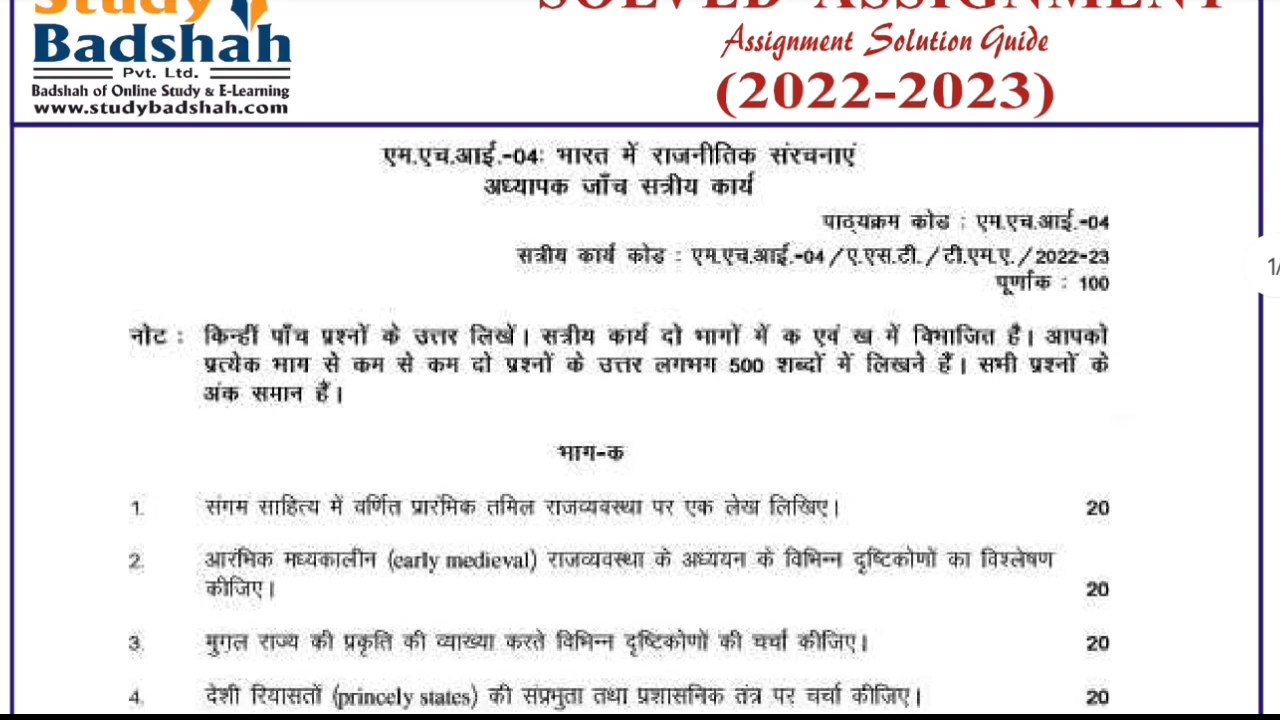 Study
SOLVED ASSIGNMENT
Badshah
Pvt. Ltd.
Badshah of Online Study & E-Learning
www.studybadshah.com
Assignment Solution Guide
(2022-2023)
एम.एच.आई.-04: भारत में राजनीतिक संरचनाएं
अध्यापक जाँच सत्रीय कार्य
पाठ्यक्रम कोड : एम.एच.आई.-04
सत्रीय कार्य कोड : एम.एच.आई.-04/ए.एस.टी./टी.एम.ए./2022-23
पूर्णांक : 100
नोट : किन्हीं पाँच प्रश्नों के उत्तर लिखें। सत्रीय कार्य दो भागों में क एवं ख में विभाजित है। आपको
प्रत्येक भाग से कम से कम दो प्रश्नों के उत्तर लगभग 500 शब्दों में लिखने हैं। सभी प्रश्नों के
अंक समान हैं।
भाग-क
1. संगम साहित्य में वर्णित प्रारंमिक तमिल राजव्यवस्था पर एक लेख लिखिए। 20
2. आरंमिक मध्यकालीन (early medieval) राजव्यवस्था के अध्ययन के विभिन्न दृष्टिकोणों का विश्लेषण
कीजिए। 20
3. मुगल राज्य की प्रकृति की व्याख्या करते विभिन्न दृष्टिकोणों की चर्चा कीजिए। 20
4. देशी रियासतों (princely states) की संप्रमुता तथा प्रशासनिक तंत्र पर चर्चा कीजिए। 20
1/